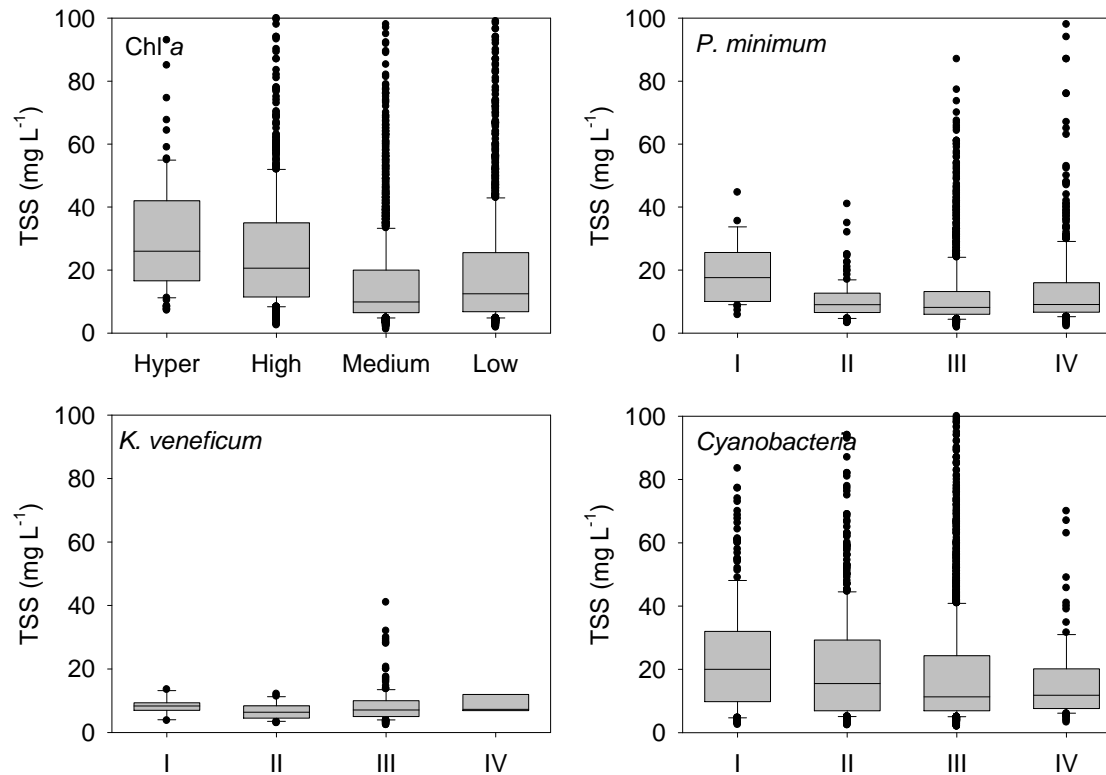 Chl a
TSS (mg L-1)
100
80
60
40
20
0
Hyper High Medium Low
P. minimum
TSS (mg L-1)
100
80
60
40
20
0
I II III IV
K. veneficum
TSS (mg L-1)
100
80
60
40
20
0
I II III IV
Cyanobacteria
TSS (mg L-1)
100
80
60
40
20
0
I II III IV